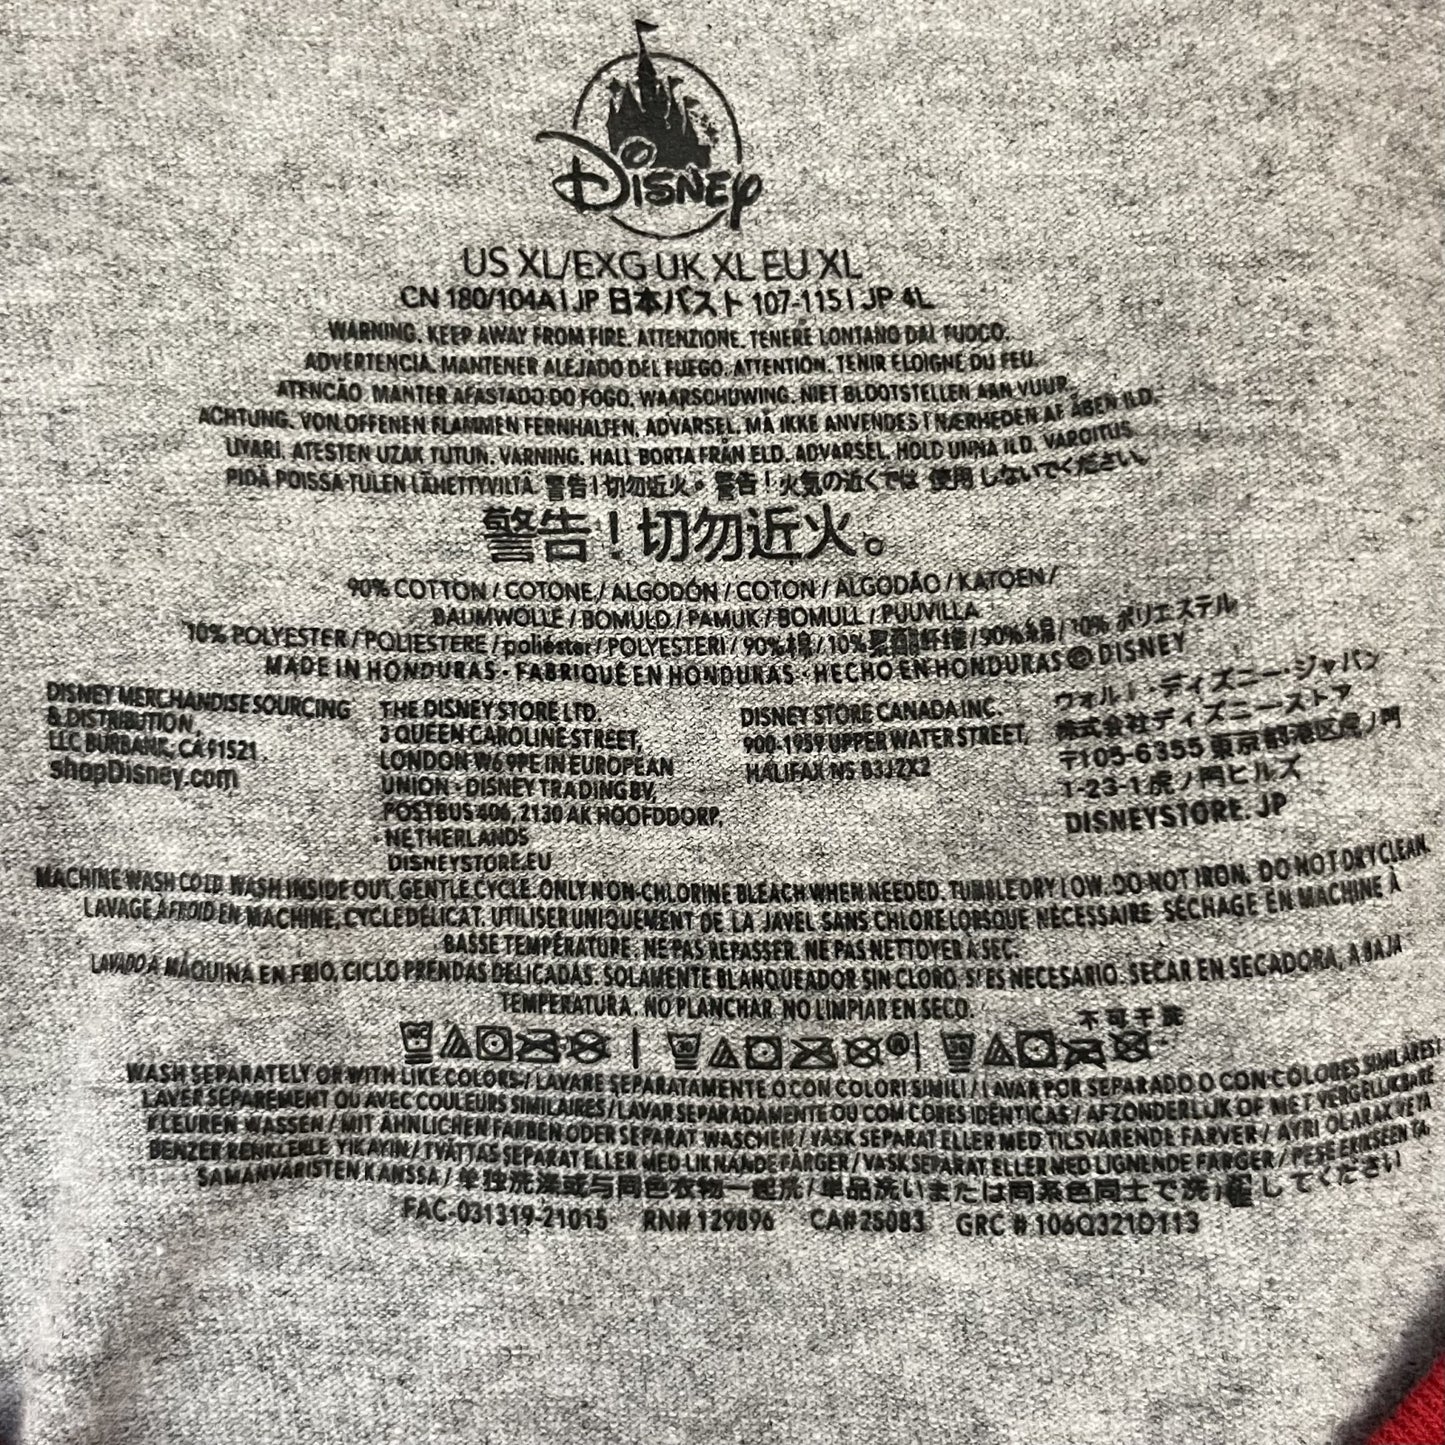 DISNEY
US XL/EXG UK XL EU XL
CN 180/104A | JP 日本バスト 107-115 | JP 4L
WARNING. KEEP AWAY FROM FIRE. ATTENZIONE. TENERE LONTANO DAL FUOCO.
ADVERTENCIA. MANTENER ALEJADO DEL FUEGO. ATTENTION. TENIR ELOIGNE DU FEU.
ATENCÃO. MANTER AFASTADO DO FOGO. WAARSCHUWING. NIET BLOOTSTELLEN AAN VUUR.
ACHTUNG. VON OFFENEN FLAMMEN FERNHALTEN. ADVARSEL. MÅ IKKE ANVENDES I NÆRHEDEN AF ÅBEN ILD.
UYARI. ATESTEN UZAK TUTUN. VARNING. HALL BORTA FRÅN ELD. ADVARSEL. HOLD UNNA ILD. VAROITUS
PIDÄ POISSA TULEN LÄHETTYVILTÄ. 警告！切勿近火。警告！火気の近くでは 使用しないでください。
警告！切勿近火。
90% COTTON / COTONE / ALGODÓN / COTON / ALGODÃO / KATOEN /
BAUMWOLLE / BOMULD / PAMUK / BOMULL / PUUVILLA
10% POLYESTER / POLIESTERE / poliéster / POLYESTERI / 90%棉 / 10%聚酯纤维 / 90%綿 / 10% ポリエステル
MADE IN HONDURAS · FABRIQUÉ EN HONDURAS · HECHO EN HONDURAS © DISNEY
DISNEY MERCHANDISE SOURCING
& DISTRIBUTION,
LLC BURBANK, CA 91521
shopDisney.com
THE DISNEY STORE LTD.
3 QUEEN CAROLINE STREET,
LONDON W6 9PE IN EUROPEAN
UNION · DISNEY TRADING BV,
POSTBUS 406, 2130 AK HOOFDDORP,
NETHERLANDS
DISNEYSTORE.EU
DISNEY STORE CANADA INC.
900-1959 UPPER WATER STREET,
HALIFAX NS B3J2X2
ウォルト・ディズニー・ジャパン
株式会社ディズニーストア
〒105-6355 東京都港区虎ノ門
1-23-1 虎ノ門ヒルズ
DISNEYSTORE.JP
MACHINE WASH COLD WASH INSIDE OUT, GENTLE CYCLE. ONLY NON-CHLORINE BLEACH WHEN NEEDED. TUMBLE DRY LOW. DO NOT IRON. DO NOT DRY CLEAN.
LAVAGE A FROID EN MACHINE, CYCLE DÉLICAT. UTILISER UNIQUEMENT DE LA JAVEL SANS CHLORE LORSQUE NÉCESSAIRE SÉCHAGE EN MACHINE À
BASSE TEMPÉRATURE. NE PAS REPASSER. NE PAS NETTOYER À SEC.
LAVADO A MÁQUINA EN FRIO, CICLO PRENDAS DELICADAS. SOLAMENTE BLANQUEADOR SIN CLORO, SI ES NECESARIO. SECAR EN SECADORA, A BAJA
TEMPERATURA. NO PLANCHAR. NO LIMPIAR EN SECO.
不可干洗
WASH SEPARATELY OR WITH LIKE COLORS / LAVARE SEPARATAMENTE O CON COLORI SIMILI / LAVAR POR SEPARADO O CON COLORES SIMILARES /
LAVER SEPAREMENT OU AVEC COULEURS SIMILAIRES / LAVAR SEPARADAMENTE OU COM CORES IDÊNTICAS / AFZONDERLIJK OF MET VERGELIJKBARE
KLEUREN WASSEN / MIT ÄHNLICHEN FARBEN ODER SEPARAT WASCHEN / VASK SEPARAT ELLER MED TILSVARENDE FARVER / AYRI OLARAK VEYA
BENZER RENKLERLE YIKAYIN / TVÄTTAS SEPARAT ELLER MED LIKNANDE FÄRGER / VASK SEPARAT ELLER MED LIGNENDE FARGER / PESE ERIKSEEN TA.
SAMANVÄRISTEN KANSSA / 单独洗涤或与同色衣物一起洗 / 単品洗いまたは同系色同士で洗濯してください
FAC-031319-21015 RN# 129896 CA# 25083 GRC # 106Q321D113